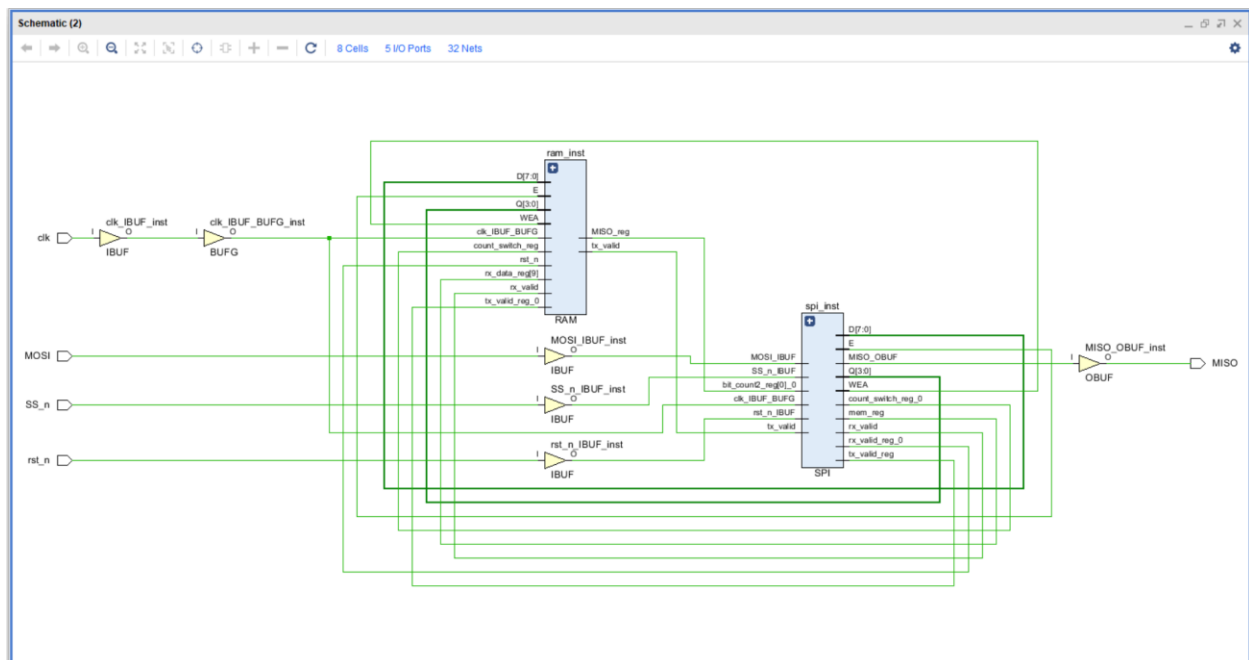 Schematic (2)
8 Cells 5 I/O Ports 32 Nets
ram_inst
D[7:0]
E
Q[3:0]
WEA
clk_IBUF_BUFG
count_switch_reg
rst_n
rx_data_reg[9]
rx_valid
tx_valid_reg_0
MISO_reg
tx_valid
RAM
clk
clk_IBUF_inst
I
O
IBUF
clk_IBUF_BUFG_inst
I
O
BUFG
MOSI
MOSI_IBUF_inst
I
O
IBUF
SS_n
SS_n_IBUF_inst
I
O
IBUF
rst_n
rst_n_IBUF_inst
I
O
IBUF
spi_inst
MOSI_IBUF
SS_n_IBUF
bit_count2_reg[0]_0
clk_IBUF_BUFG
rst_n_IBUF
tx_valid
D[7:0]
E
MISO_OBUF
Q[3:0]
WEA
count_switch_reg_0
mem_reg
rx_valid
rx_valid_reg_0
tx_valid_reg
SPI
MISO_OBUF_inst
I
O
OBUF
MISO